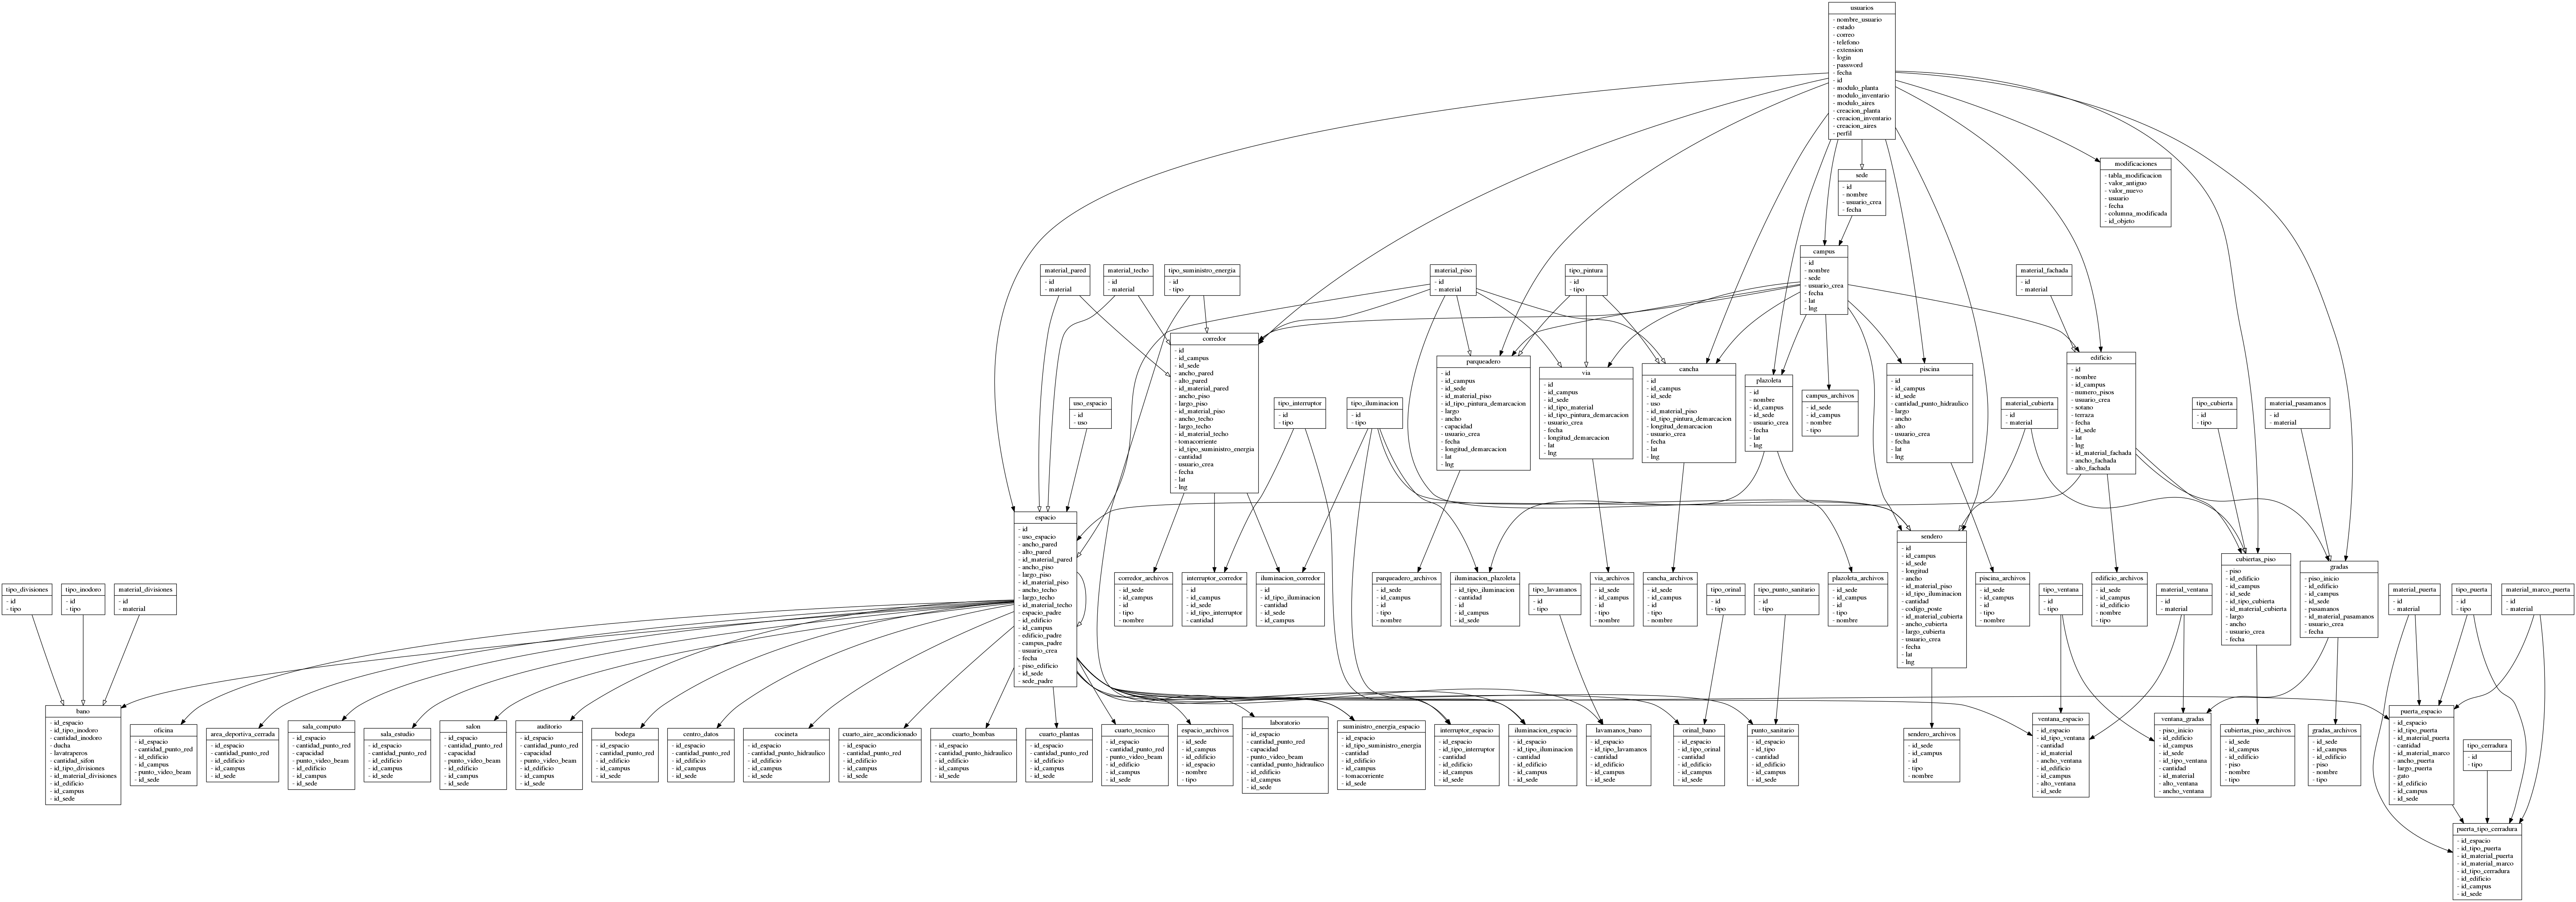 usuarios
- nombre_usuario
- estado
- correo
- telefono
- extension
- login
- password
- fecha
- id
- modulo_planta
- modulo_inventario
- modulo_aires
- creacion_planta
- creacion_inventario
- creacion_aires
- perfil
modificaciones
- tabla_modificacion
- valor_antiguo
- valor_nuevo
- usuario
- fecha
- columna_modificada
- id_objeto
sede
- id
- nombre
- usuario_crea
- fecha
campus
- id
- nombre
- sede
- usuario_crea
- fecha
- lat
- lng
material_pared
- id
- material
material_techo
- id
- material
tipo_suministro_energia
- id
- tipo
material_piso
- id
- material
tipo_pintura
- id
- tipo
material_fachada
- id
- material
corredor
- id
- id_campus
- id_sede
- ancho_pared
- alto_pared
- id_material_pared
- ancho_piso
- largo_piso
- id_material_piso
- ancho_techo
- largo_techo
- id_material_techo
- tomacorriente
- id_tipo_suministro_energia
- cantidad
- usuario_crea
- fecha
- lat
- lng
parqueadero
- id
- id_campus
- id_sede
- id_material_piso
- id_tipo_pintura_demarcacion
- largo
- ancho
- capacidad
- usuario_crea
- fecha
- longitud_demarcacion
- lat
- lng
via
- id
- id_campus
- id_sede
- id_tipo_material
- id_tipo_pintura_demarcacion
- usuario_crea
- fecha
- longitud_demarcacion
- lat
- lng
cancha
- id
- id_campus
- id_sede
- uso
- id_material_piso
- id_tipo_pintura_demarcacion
- longitud_demarcacion
- usuario_crea
- fecha
- lat
- lng
plazoleta
- id
- nombre
- id_campus
- id_sede
- usuario_crea
- fecha
- lat
- lng
campus_archivos
- id_sede
- id_campus
- nombre
- tipo
piscina
- id
- id_campus
- id_sede
- cantidad_punto_hidraulico
- largo
- ancho
- alto
- usuario_crea
- fecha
- lat
- lng
edificio
- id
- nombre
- id_campus
- numero_pisos
- usuario_crea
- sotano
- terraza
- fecha
- id_sede
- lat
- lng
- id_material_fachada
- ancho_fachada
- alto_fachada
uso_espacio
- id
- uso
tipo_interruptor
- id
- tipo
tipo_iluminacion
- id
- tipo
material_cubierta
- id
- material
tipo_cubierta
- id
- tipo
material_pasamanos
- id
- material
espacio
- id
- uso_espacio
- ancho_pared
- alto_pared
- id_material_pared
- ancho_piso
- largo_piso
- id_material_piso
- ancho_techo
- largo_techo
- id_material_techo
- espacio_padre
- id_edificio
- id_campus
- edificio_padre
- campus_padre
- usuario_crea
- fecha
- piso_edificio
- id_sede
- sede_padre
sendero
- id
- id_campus
- id_sede
- longitud
- ancho
- id_material_piso
- id_tipo_iluminacion
- cantidad
- codigo_poste
- id_material_cubierta
- ancho_cubierta
- largo_cubierta
- usuario_crea
- fecha
- lat
- lng
cubiertas_piso
- piso
- id_edificio
- id_campus
- id_sede
- id_tipo_cubierta
- id_material_cubierta
- largo
- ancho
- usuario_crea
- fecha
gradas
- piso_inicio
- id_edificio
- id_campus
- id_sede
- pasamanos
- id_material_pasamanos
- usuario_crea
- fecha
tipo_divisiones
- id
- tipo
tipo_inodoro
- id
- tipo
material_divisiones
- id
- material
corredor_archivos
- id_sede
- id_campus
- id
- tipo
- nombre
interruptor_corredor
- id
- id_campus
- id_sede
- id_tipo_interruptor
- cantidad
iluminacion_corredor
- id
- id_tipo_iluminacion
- cantidad
- id_sede
- id_campus
parqueadero_archivos
- id_sede
- id_campus
- id
- tipo
- nombre
iluminacion_plazoleta
- id_tipo_iluminacion
- cantidad
- id
- id_campus
- id_sede
tipo_lavamanos
- id
- tipo
via_archivos
- id_sede
- id_campus
- id
- tipo
- nombre
cancha_archivos
- id_sede
- id_campus
- id
- tipo
- nombre
tipo_orinal
- id
- tipo
tipo_punto_sanitario
- id
- tipo
plazoleta_archivos
- id_sede
- id_campus
- id
- tipo
- nombre
piscina_archivos
- id_sede
- id_campus
- id
- tipo
- nombre
tipo_ventana
- id
- tipo
edificio_archivos
- id_sede
- id_campus
- id_edificio
- nombre
- tipo
material_ventana
- id
- material
material_puerta
- id
- material
tipo_puerta
- id
- tipo
material_marco_puerta
- id
- material
bano
- id_espacio
- id_tipo_inodoro
- cantidad_inodoro
- ducha
- lavatraperos
- cantidad_sifon
- id_tipo_divisiones
- id_material_divisiones
- id_edificio
- id_campus
- id_sede
oficina
- id_espacio
- cantidad_punto_red
- id_edificio
- id_campus
- punto_video_beam
- id_sede
area_deportiva_cerrada
- id_espacio
- cantidad_punto_red
- id_edificio
- id_campus
- id_sede
sala_computo
- id_espacio
- cantidad_punto_red
- capacidad
- punto_video_beam
- id_edificio
- id_campus
- id_sede
sala_estudio
- id_espacio
- cantidad_punto_red
- id_edificio
- id_campus
- id_sede
salon
- id_espacio
- cantidad_punto_red
- capacidad
- punto_video_beam
- id_edificio
- id_campus
- id_sede
auditorio
- id_espacio
- cantidad_punto_red
- capacidad
- punto_video_beam
- id_edificio
- id_campus
- id_sede
bodega
- id_espacio
- cantidad_punto_red
- id_edificio
- id_campus
- id_sede
centro_datos
- id_espacio
- cantidad_punto_red
- id_edificio
- id_campus
- id_sede
cocineta
- id_espacio
- cantidad_punto_hidraulico
- id_edificio
- id_campus
- id_sede
cuarto_aire_acondicionado
- id_espacio
- cantidad_punto_red
- id_edificio
- id_campus
- id_sede
cuarto_bombas
- id_espacio
- cantidad_punto_hidraulico
- id_edificio
- id_campus
- id_sede
cuarto_plantas
- id_espacio
- cantidad_punto_red
- id_edificio
- id_campus
- id_sede
cuarto_tecnico
- id_espacio
- cantidad_punto_red
- punto_video_beam
- id_edificio
- id_campus
- id_sede
espacio_archivos
- id_sede
- id_campus
- id_edificio
- id_espacio
- nombre
- tipo
laboratorio
- id_espacio
- cantidad_punto_red
- capacidad
- punto_video_beam
- cantidad_punto_hidraulico
- id_edificio
- id_campus
- id_sede
suministro_energia_espacio
- id_espacio
- id_tipo_suministro_energia
- cantidad
- id_edificio
- id_campus
- tomacorriente
- id_sede
interruptor_espacio
- id_espacio
- id_tipo_interruptor
- cantidad
- id_edificio
- id_campus
- id_sede
iluminacion_espacio
- id_espacio
- id_tipo_iluminacion
- cantidad
- id_edificio
- id_campus
- id_sede
lavamanos_bano
- id_espacio
- id_tipo_lavamanos
- cantidad
- id_edificio
- id_campus
- id_sede
orinal_bano
- id_espacio
- id_tipo_orinal
- cantidad
- id_edificio
- id_campus
- id_sede
punto_sanitario
- id_espacio
- id_tipo
- cantidad
- id_edificio
- id_campus
- id_sede
sendero_archivos
- id_sede
- id_campus
- id
- tipo
- nombre
ventana_espacio
- id_espacio
- id_tipo_ventana
- cantidad
- id_material
- ancho_ventana
- id_edificio
- id_campus
- alto_ventana
- id_sede
ventana_gradas
- piso_inicio
- id_edificio
- id_campus
- id_sede
- id_tipo_ventana
- cantidad
- id_material
- alto_ventana
- ancho_ventana
cubiertas_piso_archivos
- id_sede
- id_campus
- id_edificio
- piso
- nombre
- tipo
gradas_archivos
- id_sede
- id_campus
- id_edificio
- piso
- nombre
- tipo
puerta_espacio
- id_espacio
- id_tipo_puerta
- id_material_puerta
- cantidad
- id_material_marco
- ancho_puerta
- largo_puerta
- gato
- id_edificio
- id_campus
- id_sede
tipo_cerradura
- id
- tipo
puerta_tipo_cerradura
- id_espacio
- id_tipo_puerta
- id_material_puerta
- id_material_marco
- id_tipo_cerradura
- id_edificio
- id_campus
- id_sede